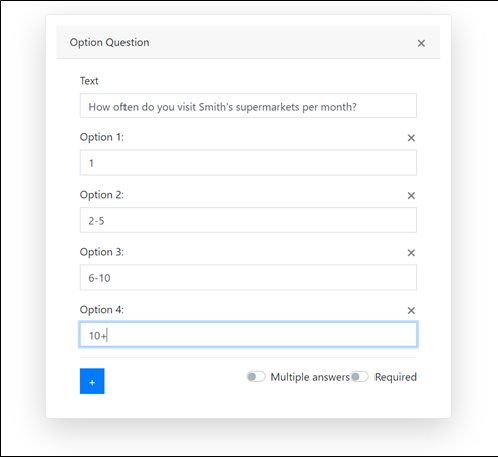 Option Question ×
Text
How often do you visit Smith's supermarkets per month?
Option 1: ×
1
Option 2: ×
2-5
Option 3: ×
6-10
Option 4: ×
10+
+ Multiple answers Required